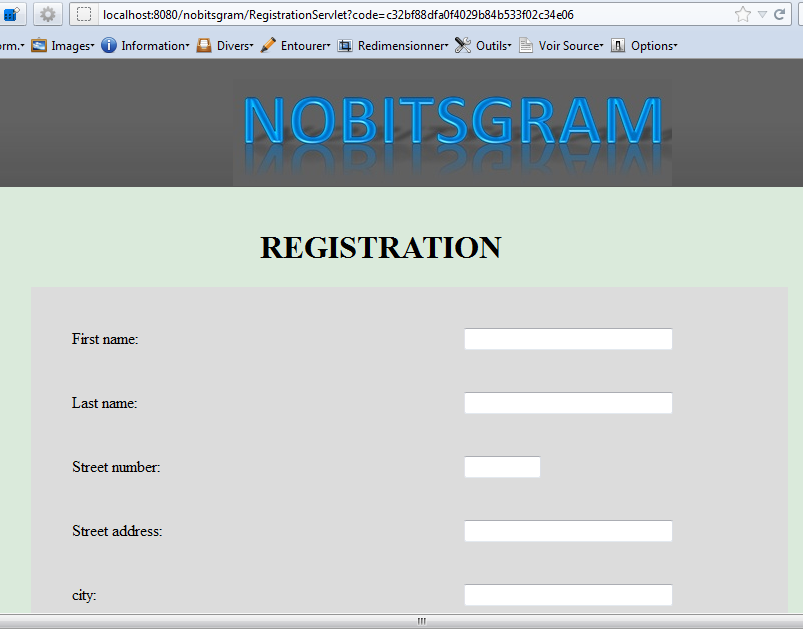 localhost:8080/nobitsgram/RegistrationServlet?code=c32bf88dfa0f4029b84b533f02c34e06
orm. Images Information Divers Entourer Redimensionner Outils Voir Source Options
NOBITSGRAM
REGISTRATION
First name:
Last name:
Street number:
Street address:
city: